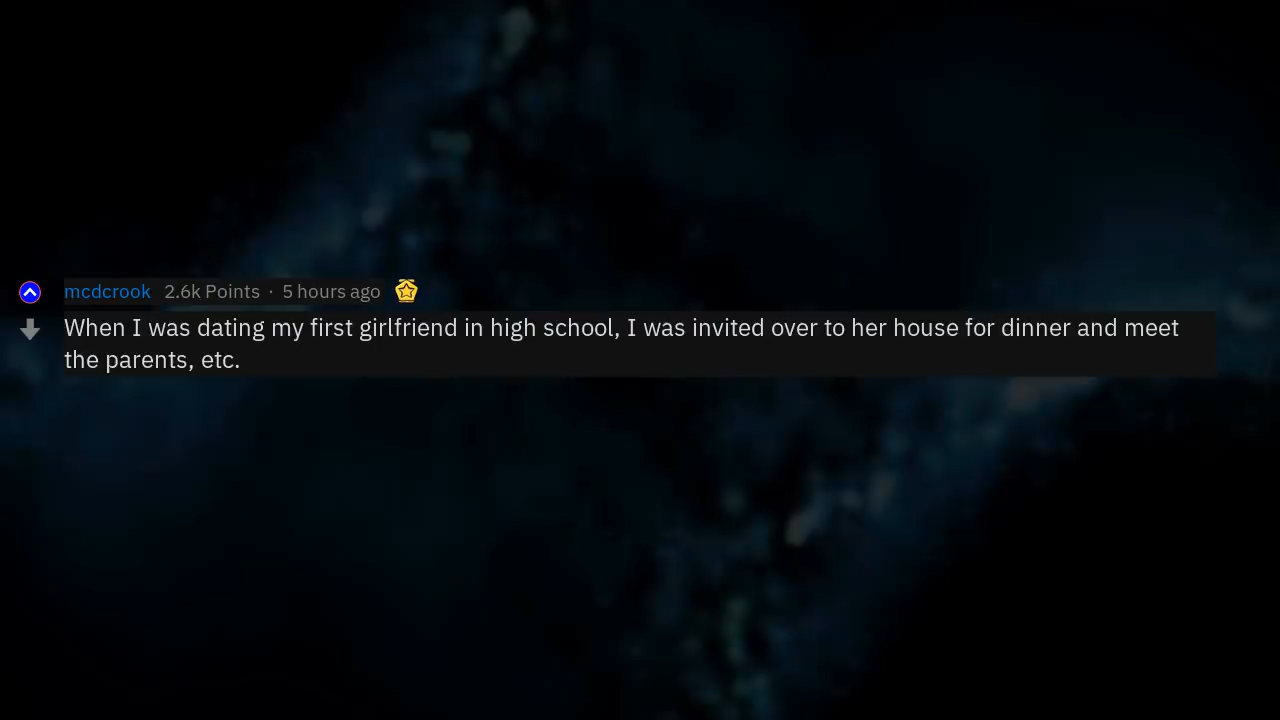 mcdcrook 2.6k Points · 5 hours ago
When I was dating my first girlfriend in high school, I was invited over to her house for dinner and meet
the parents, etc.